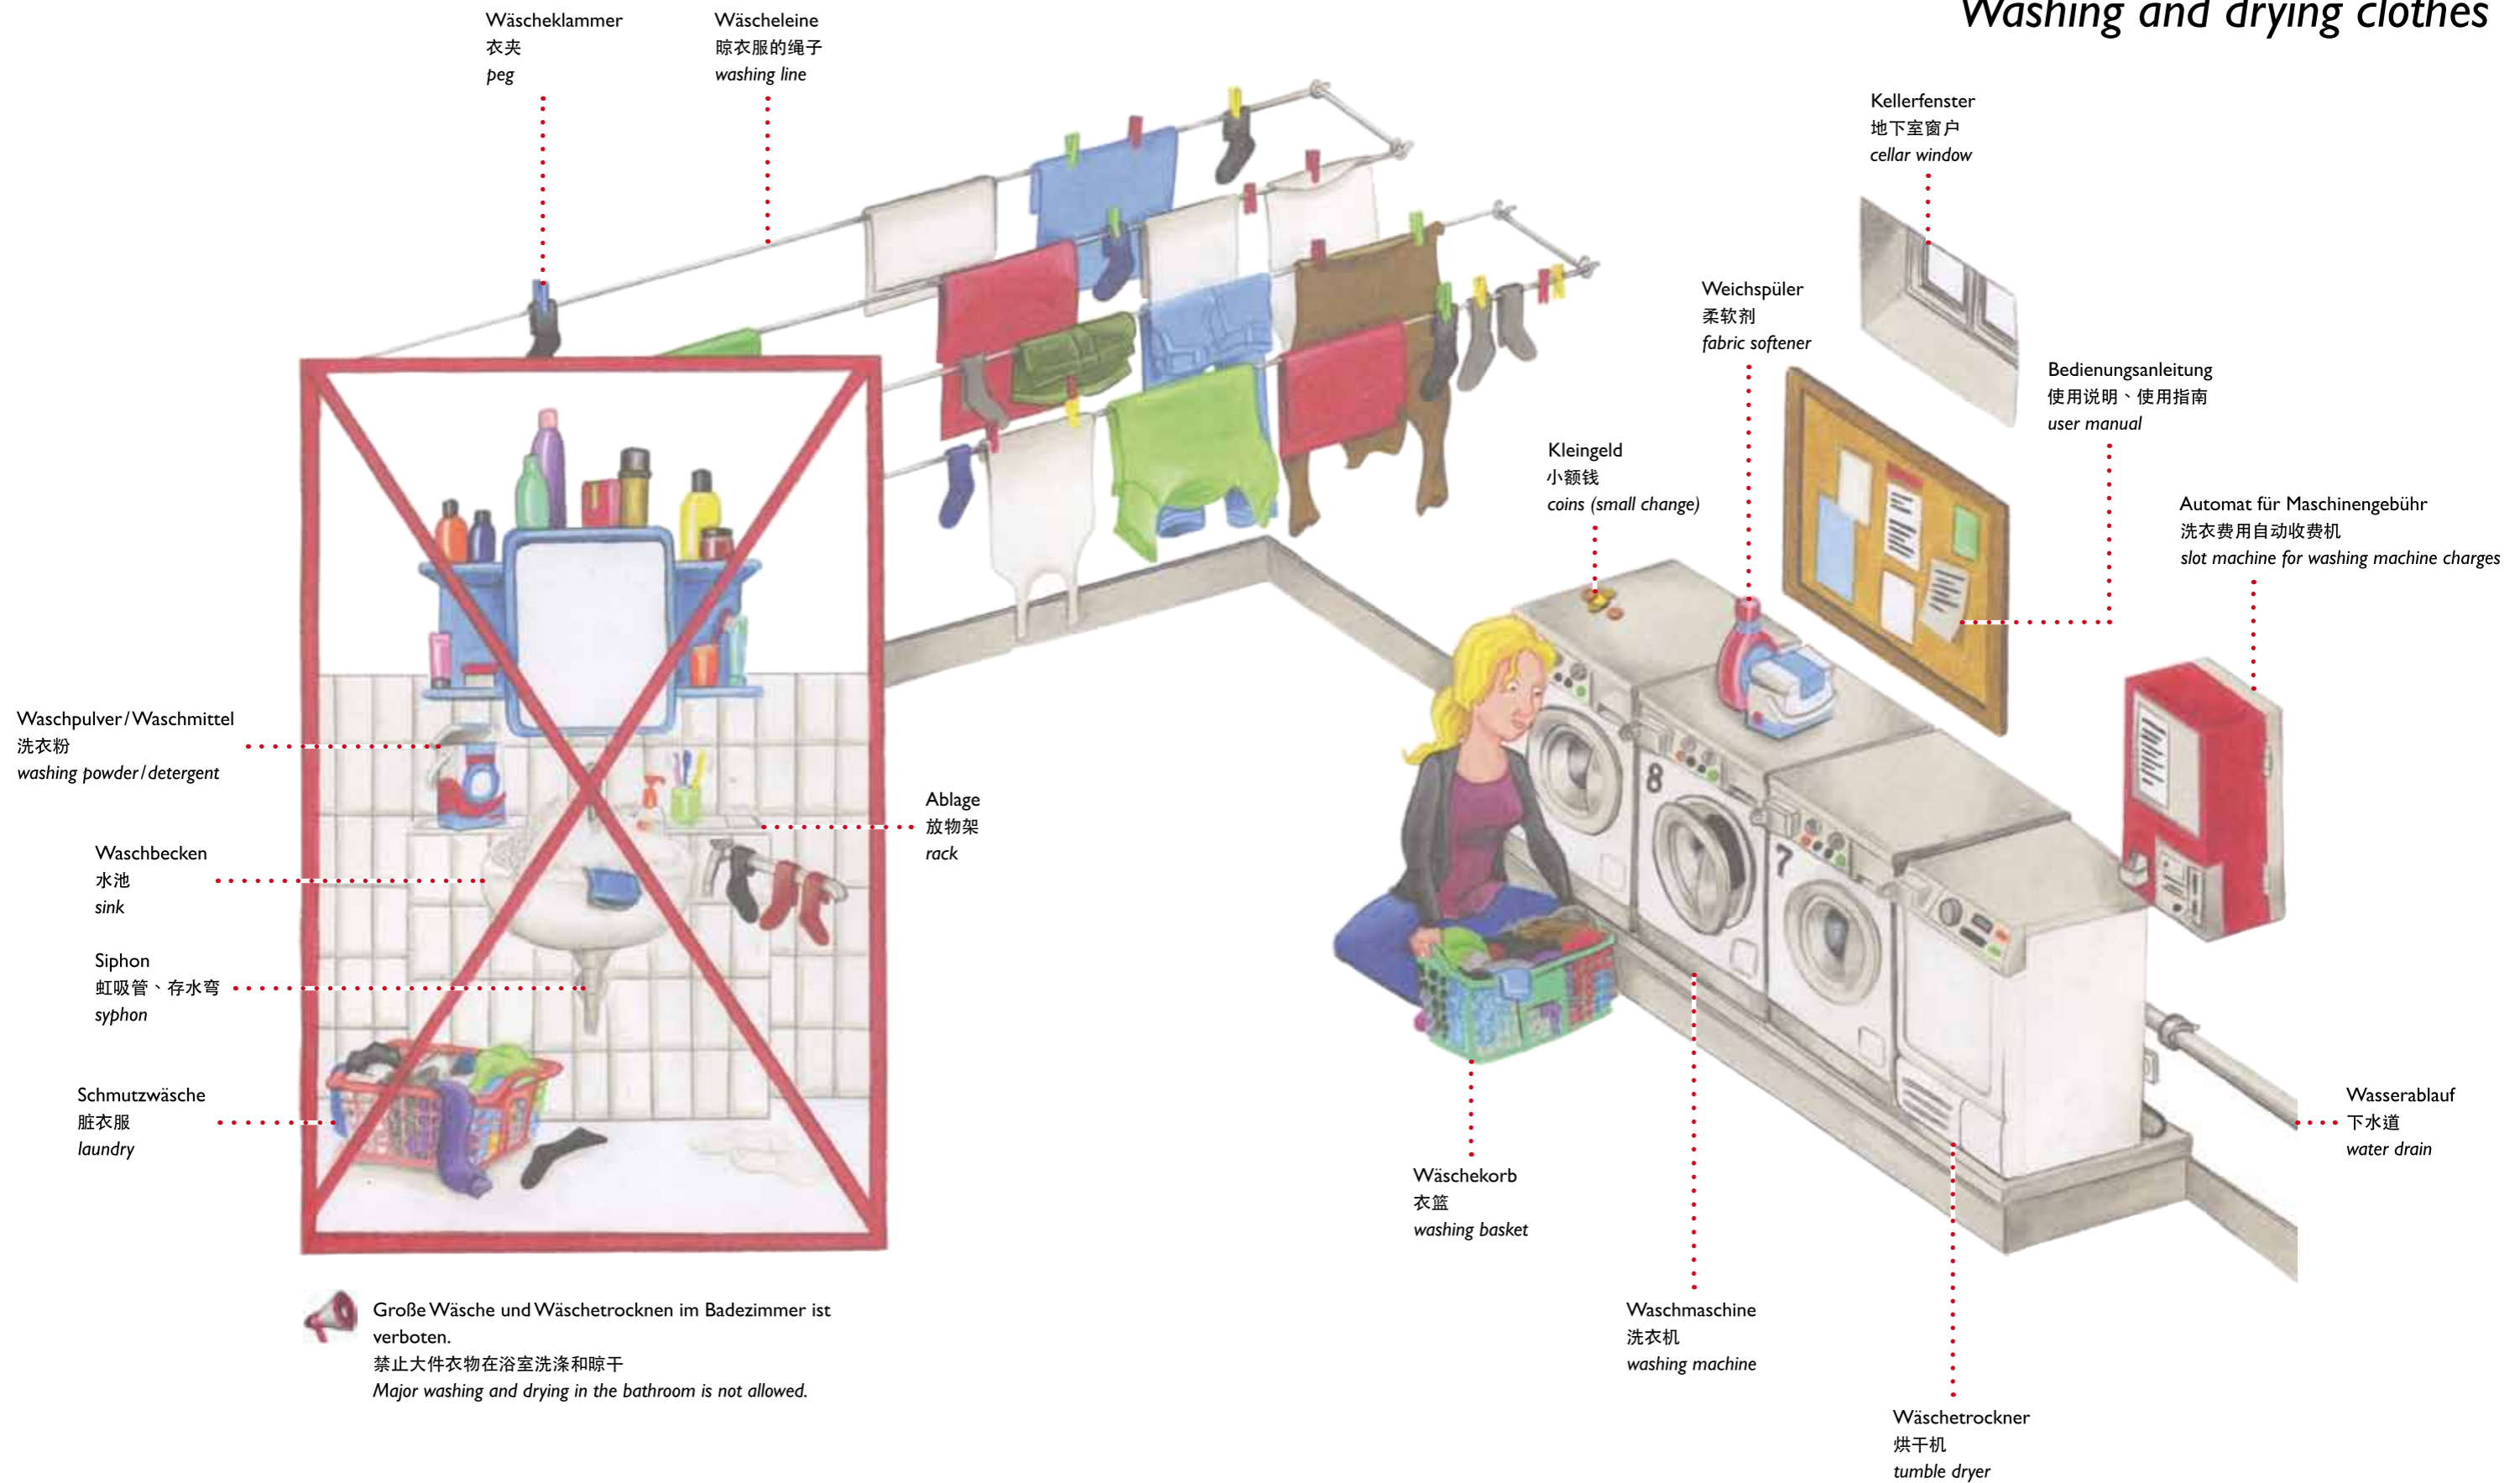 Washing and drying clothes
Wäscheklammer
衣夹
peg
Wäscheleine
晾衣服的绳子
washing line
Kellerfenster
地下室窗户
cellar window
Weichspüler
柔软剂
fabric softener
Bedienungsanleitung
使用说明、使用指南
user manual
Kleingeld
小额钱
coins (small change)
Automat für Maschinengebühr
洗衣费用自动收费机
slot machine for washing machine charges
Waschpulver/Waschmittel
洗衣粉
washing powder/detergent
8
7
Ablage
放物架
rack
Waschbecken
水池
sink
Siphon
虹吸管、存水弯
syphon
Schmutzwäsche
脏衣服
laundry
Wasserablauf
下水道
water drain
Wäschekorb
衣篮
washing basket
Große Wäsche und Wäschetrocknen im Badezimmer ist
verboten.
禁止大件衣物在浴室洗涤和晾干
Major washing and drying in the bathroom is not allowed.
Waschmaschine
洗衣机
washing machine
Wäschetrockner
烘干机
tumble dryer